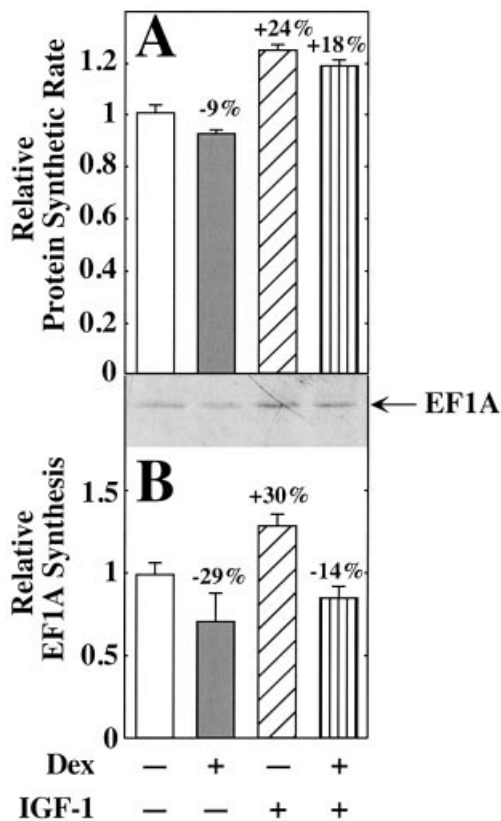 A
Relative
Protein Synthetic Rate
1.2
1
0.8
0.6
0.4
0.2
0
-9%
+24%
+18%
EF1A
B
Relative
EF1A Synthesis
1.5
1
0.5
0
-29%
+30%
-14%
Dex — + — +
IGF-1 — — + +